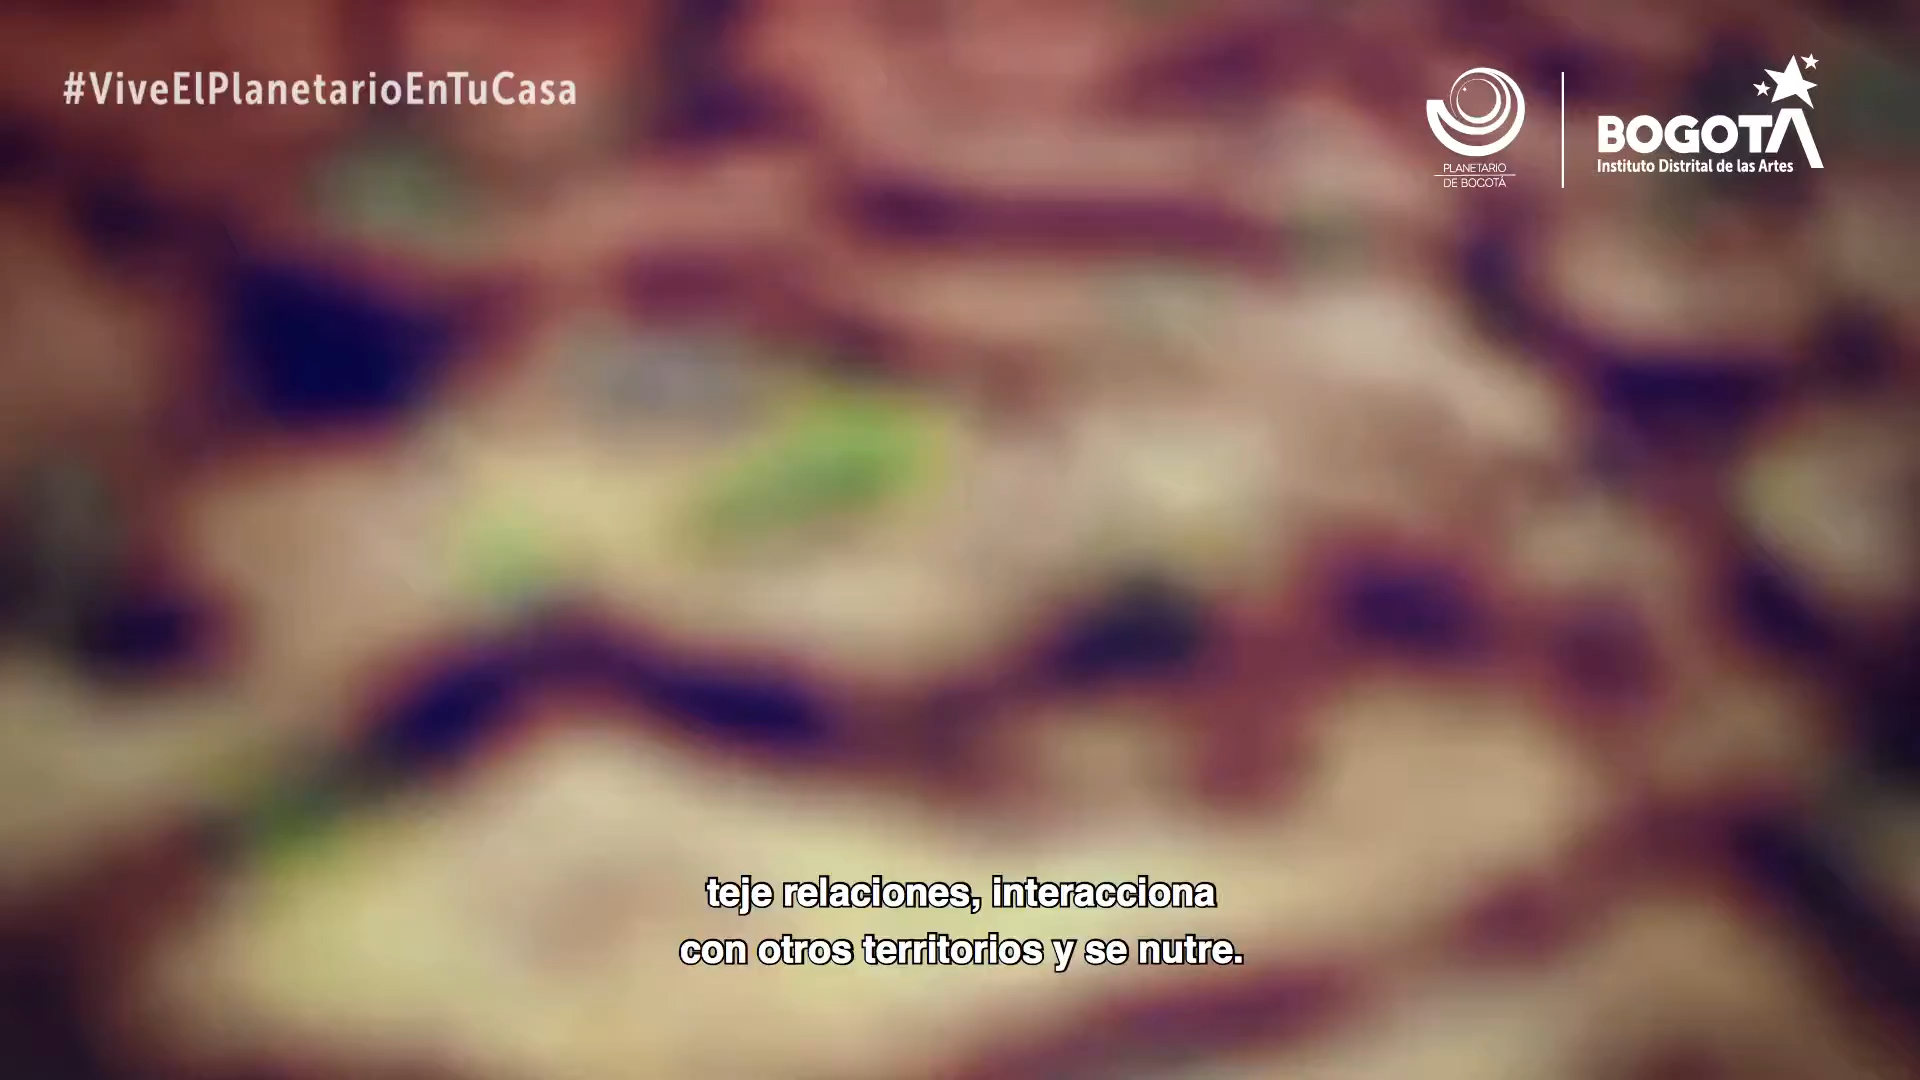 #ViveElPlanetarioEnTuCasa
PLANETARIO
DE BOGOTÁ
BOGOTÁ
Instituto Distrital de las Artes
teje relaciones, interacciona
con otros territorios y se nutre.